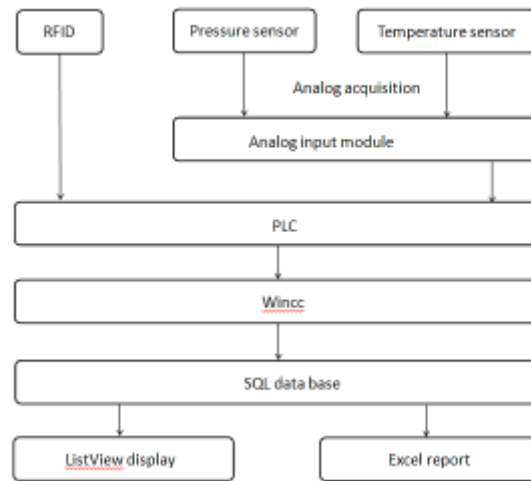 RFID
Pressure sensor
Temperature sensor
Analog acquisition
Analog input module
PLC
Wincc
SQL data base
ListView display
Excel report